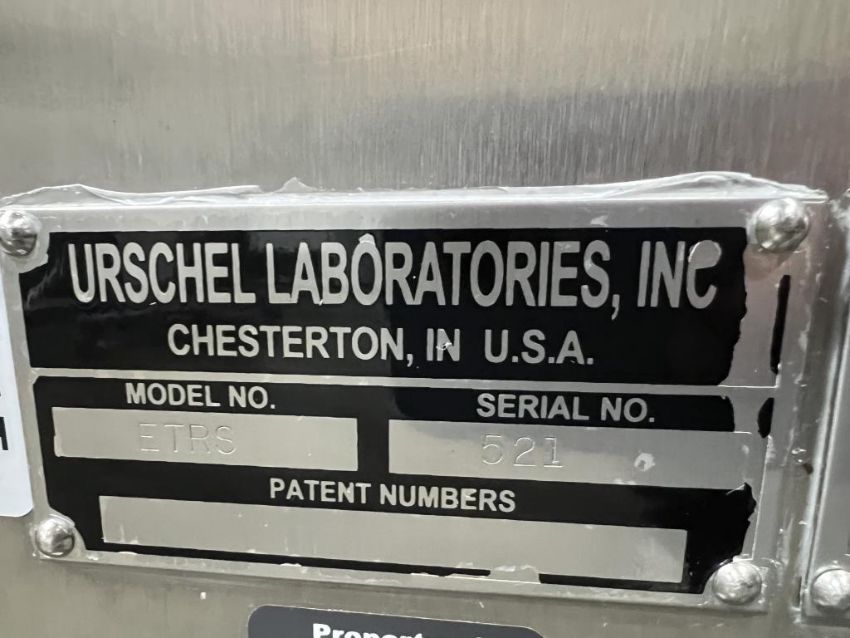 URSCHEL LABORATORIES, INC
CHESTERTON, IN U.S.A.
MODEL NO. SERIAL NO.
ETRS 521
PATENT NUMBERS